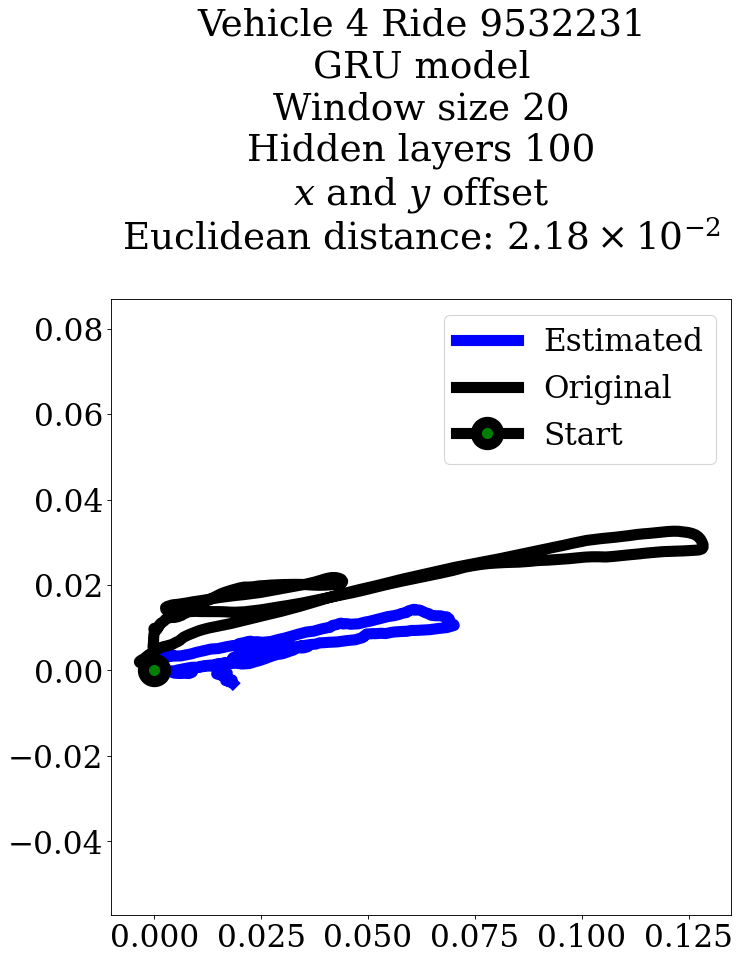 Vehicle 4 Ride 9532231
GRU model
Window size 20
Hidden layers 100
x and y offset
Euclidean distance: 2.18 × 10⁻²
Estimated
Original
Start
0.08
0.06
0.04
0.02
0.00
−0.02
−0.04
0.000 0.025 0.050 0.075 0.100 0.125